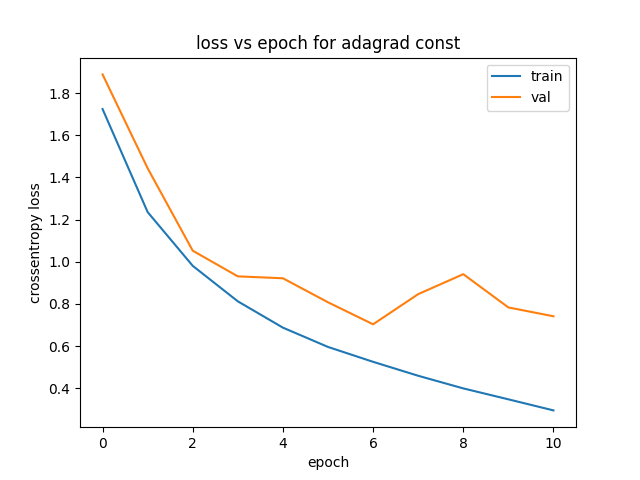 loss vs epoch for adagrad const
train
val
crossentropy loss
1.8
1.6
1.4
1.2
1.0
0.8
0.6
0.4
0 2 4 6 8 10
epoch